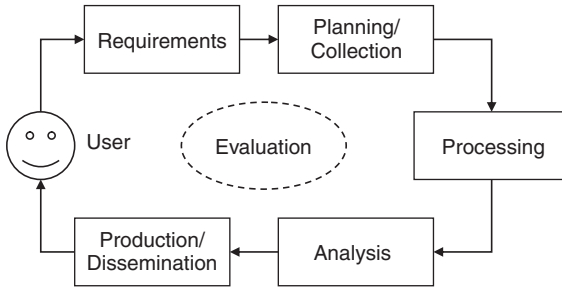 Requirements
Planning/
Collection
User
Evaluation
Processing
Production/
Dissemination
Analysis